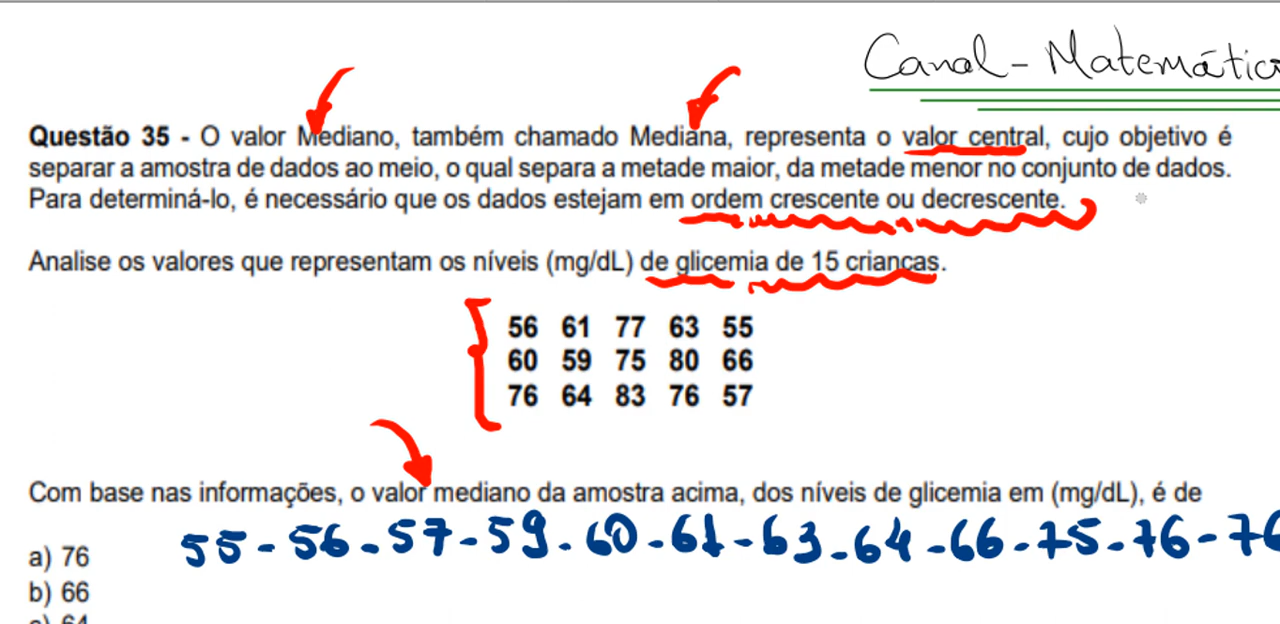 Canal - Matemátic
Questão 35 - O valor Mediano, também chamado Mediana, representa o valor central, cujo objetivo é
separar a amostra de dados ao meio, o qual separa a metade maior, da metade menor no conjunto de dados.
Para determiná-lo, é necessário que os dados estejam em ordem crescente ou decrescente.
Analise os valores que representam os níveis (mg/dL) de glicemia de 15 crianças.
56 61 77 63 55
60 59 75 80 66
76 64 83 76 57
Com base nas informações, o valor mediano da amostra acima, dos níveis de glicemia em (mg/dL), é de
55 - 56 - 57 - 59 - 60 - 61 - 63 - 64 - 66 - 75 - 76 - 76
a) 76
b) 66
c) 64